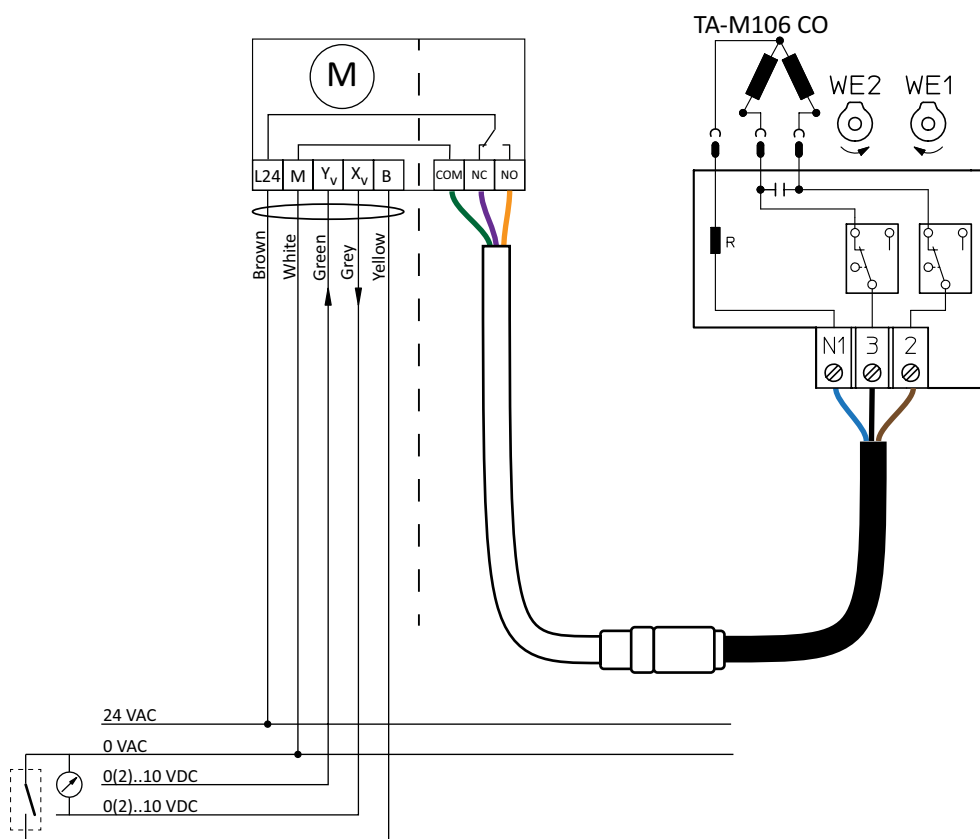 TA-M106 CO
M
WE2 WE1
L24 M Yv Xv B COM NC NO
Brown
White
Green
Grey
Yellow
R
N1 3 2
24 VAC
0 VAC
0(2)..10 VDC
0(2)..10 VDC